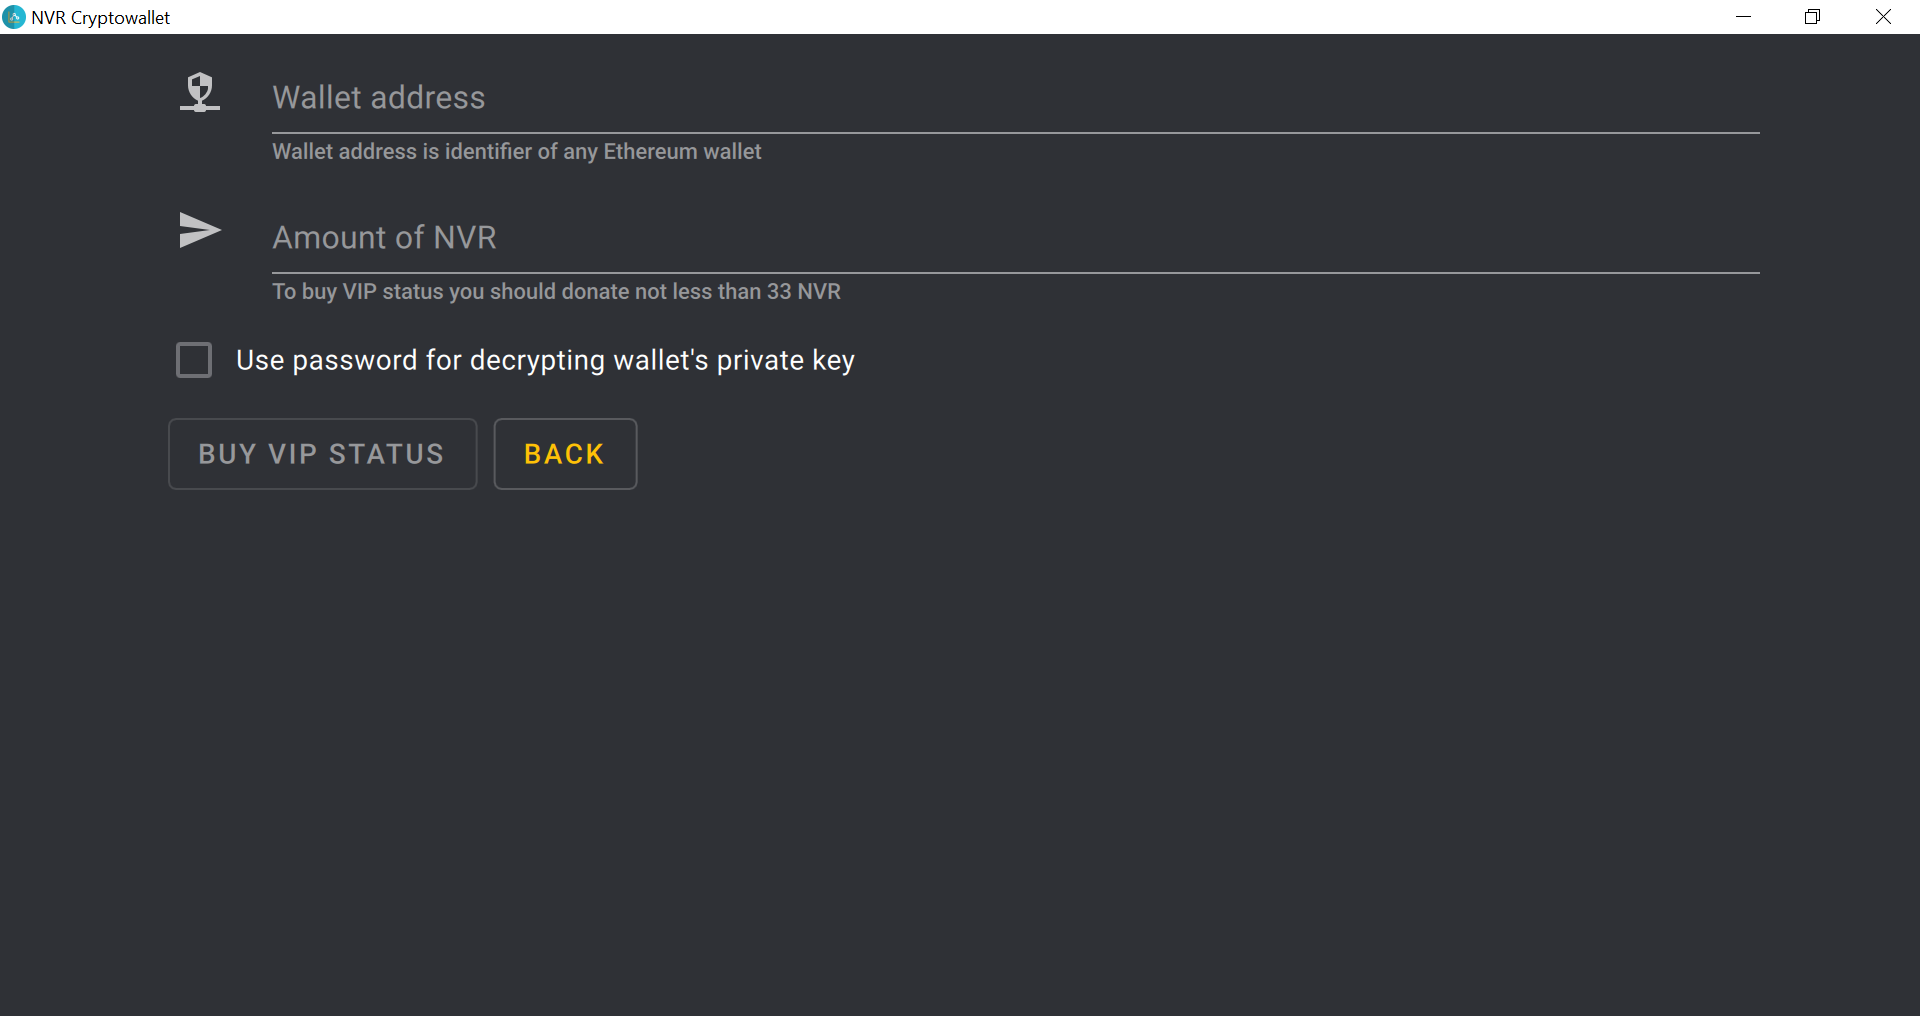 NVR Cryptowallet
Wallet address
Wallet address is identifier of any Ethereum wallet
Amount of NVR
To buy VIP status you should donate not less than 33 NVR
Use password for decrypting wallet's private key
BUY VIP STATUS
BACK